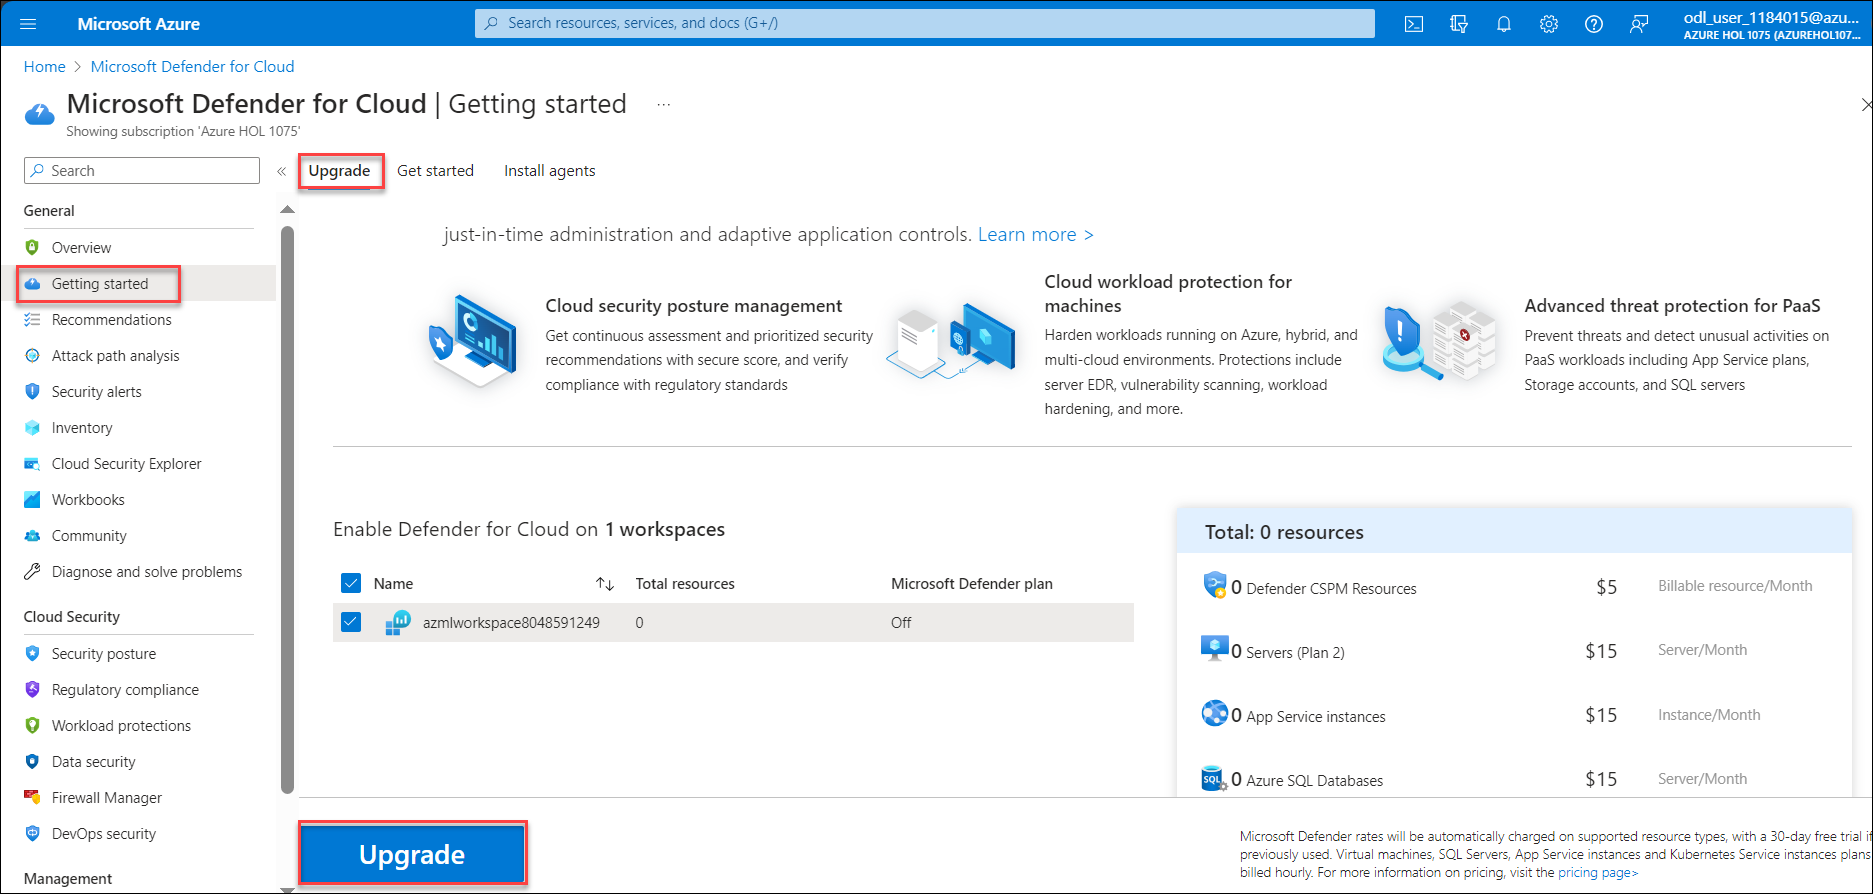 Microsoft Azure
Search resources, services, and docs (G+/)
odl_user_1184015@azu...
AZURE HOL 1075 (AZUREHOL107...
Home > Microsoft Defender for Cloud
Microsoft Defender for Cloud | Getting started ...
Showing subscription 'Azure HOL 1075'
Search
«
General
Overview
Getting started
Recommendations
Attack path analysis
Security alerts
Inventory
Cloud Security Explorer
Workbooks
Community
Diagnose and solve problems
Cloud Security
Security posture
Regulatory compliance
Workload protections
Data security
Firewall Manager
DevOps security
Management
Upgrade
Get started
Install agents
just-in-time administration and adaptive application controls. Learn more >
Cloud security posture management
Get continuous assessment and prioritized security
recommendations with secure score, and verify
compliance with regulatory standards
Cloud workload protection for
machines
Harden workloads running on Azure, hybrid, and
multi-cloud environments. Protections include
server EDR, vulnerability scanning, workload
hardening, and more.
Advanced threat protection for PaaS
Prevent threats and detect unusual activities on
PaaS workloads including App Service plans,
Storage accounts, and SQL servers
Enable Defender for Cloud on 1 workspaces
Name ↑↓ Total resources Microsoft Defender plan
azmlworkspace8048591249 0 Off
Total: 0 resources
0 Defender CSPM Resources $5 Billable resource/Month
0 Servers (Plan 2) $15 Server/Month
0 App Service instances $15 Instance/Month
SQL 0 Azure SQL Databases $15 Server/Month
Upgrade
Microsoft Defender rates will be automatically charged on supported resource types, with a 30-day free trial if
previously used. Virtual machines, SQL Servers, App Service instances and Kubernetes Service instances plans
billed hourly. For more information on pricing, visit the pricing page>